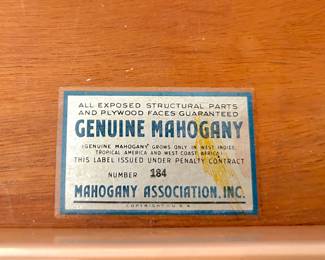 ALL EXPOSED STRUCTURAL PARTS
AND PLYWOOD FACES GUARANTEED
GENUINE MAHOGANY
(GENUINE MAHOGANY GROWS ONLY IN WEST INDIES,
TROPICAL AMERICA AND WEST COAST AFRICA)
THIS LABEL ISSUED UNDER PENALTY CONTRACT
NUMBER 184
MAHOGANY ASSOCIATION, INC.
COPYRIGHT U S A